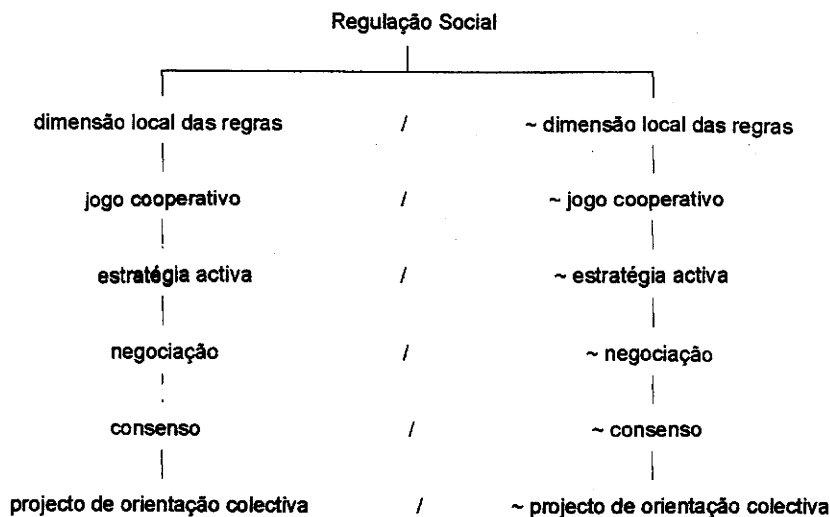 Regulação Social
dimensão local das regras / ~ dimensão local das regras
jogo cooperativo / ~ jogo cooperativo
estratégia activa / ~ estratégia activa
negociação / ~ negociação
consenso / ~ consenso
projecto de orientação colectiva / ~ projecto de orientação colectiva